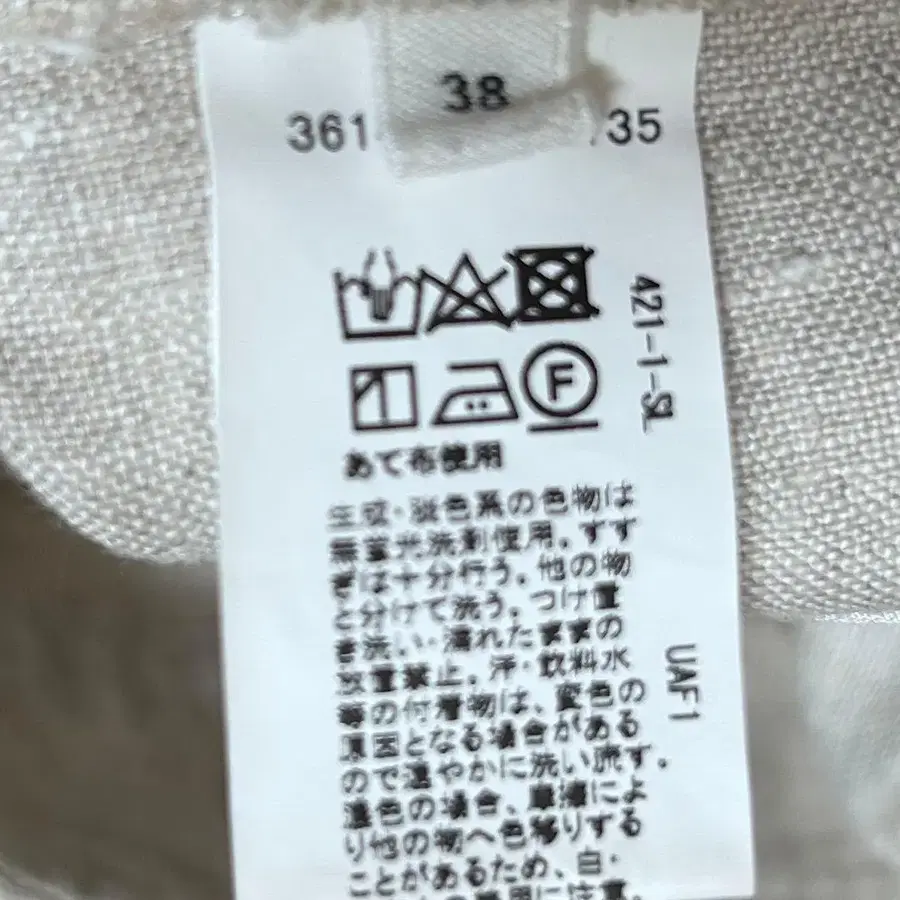 38
361
.35
F
421-1-SL
あて布使用
生成・淡色系の色物は
無蛍光洗剤使用。すす
ぎは十分行う。他の物
と分けて洗う。つけ置
き洗い・濡れたままの
放置禁止。汗・飲料水
等の付着物は、変色の
原因となる場合がある
ので速やかに洗い流す。
濃色の場合、摩擦によ
り他の物へ色移りする
ことがあるため、白・
UAF1